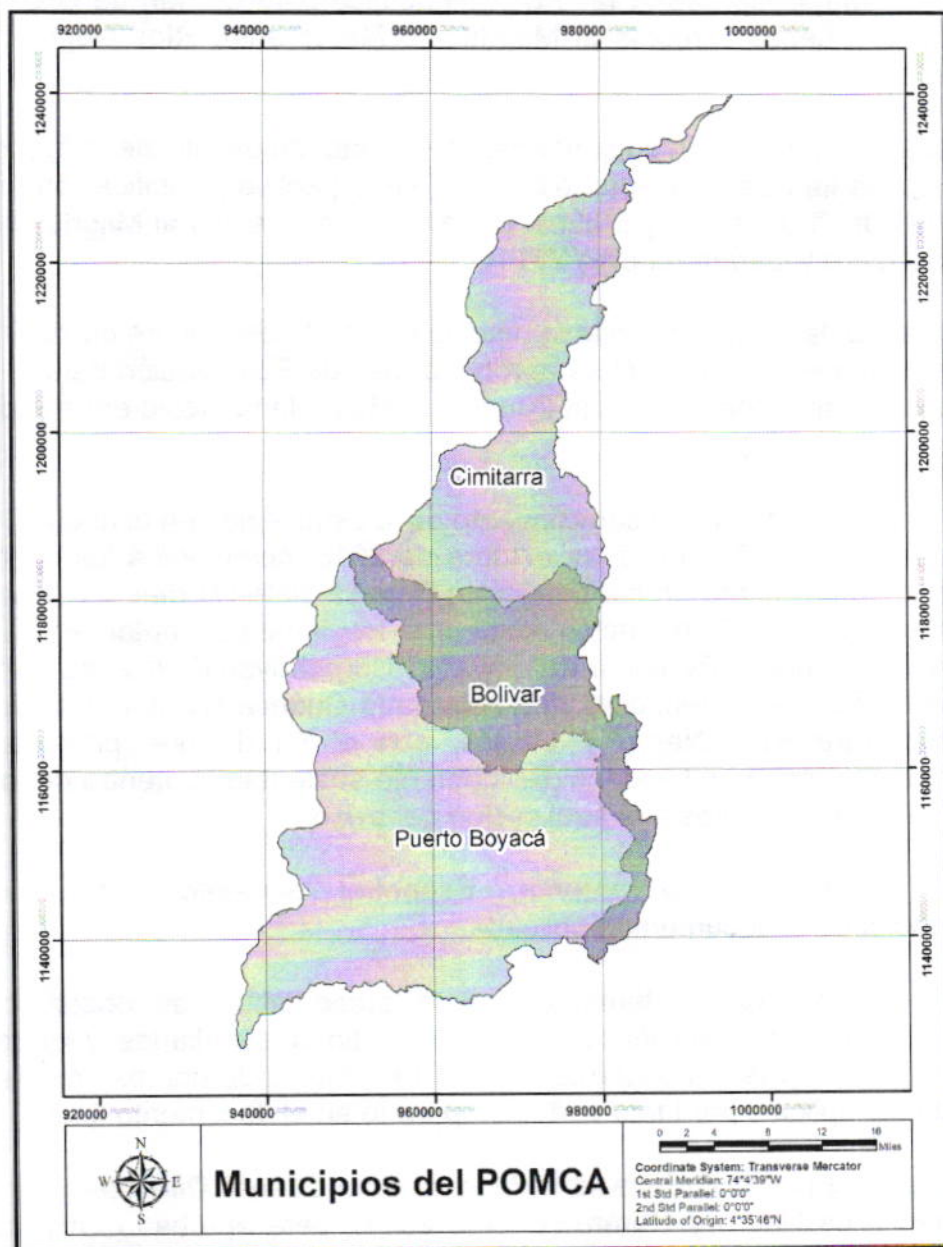 920000 940000 960000 980000 1000000
1240000 1240000
1220000 1220000
1200000 1200000
Cimitarra
1180000 1180000
Bolivar
1160000 1160000
Puerto Boyacá
1140000 1140000
920000 940000 960000 980000 1000000
N
W E
S
Municipios del POMCA
0 2 4 8 12 16
Miles
Coordinate System: Transverse Mercator
Central Meridian: 74°4'39"W
1st Std Parallel: 0°0'0"
2nd Std Parallel: 0°0'0"
Latitude of Origin: 4°35'46"N